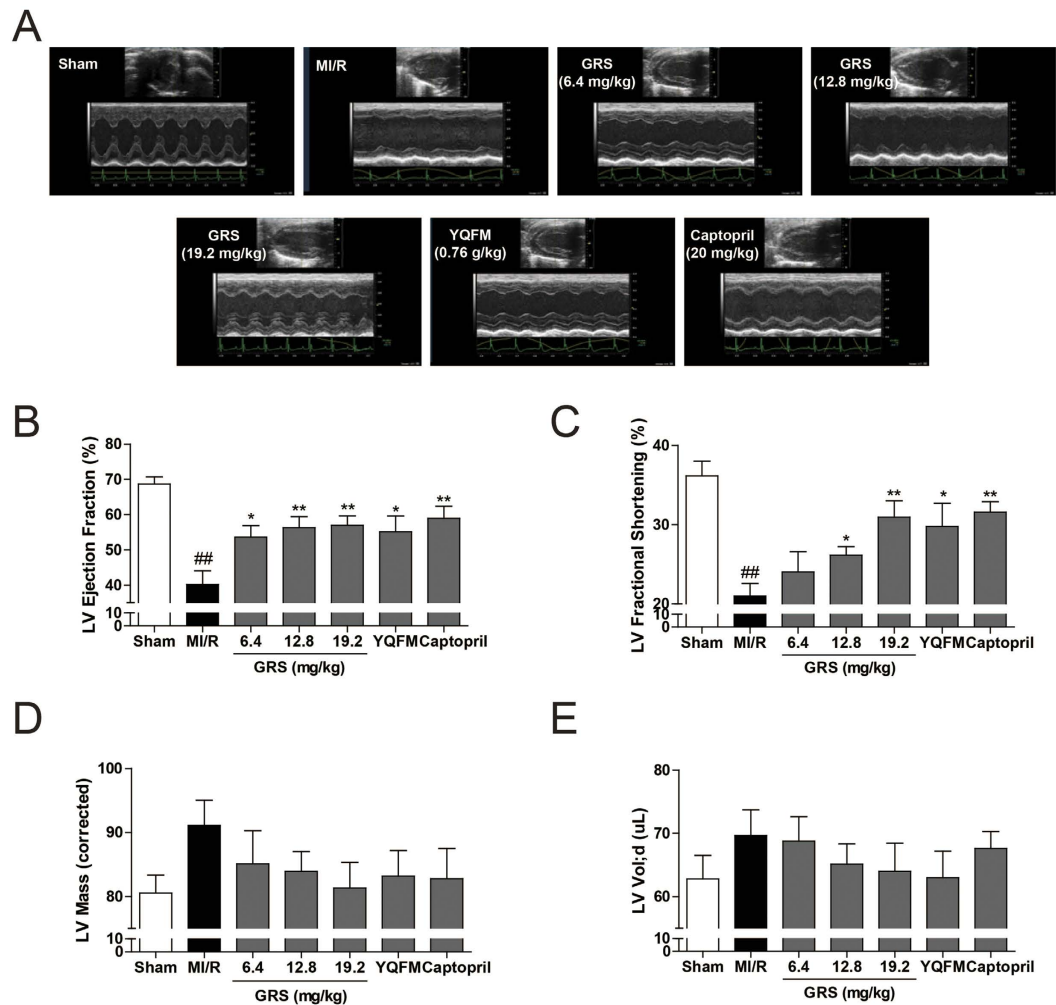 A
Sham
MI/R
GRS
(6.4 mg/kg)
GRS
(12.8 mg/kg)
GRS
(19.2 mg/kg)
YQFM
(0.76 g/kg)
Captopril
(20 mg/kg)
B
LV Ejection Fraction (%)
80
70
60
50
40
10
0
##
*
**
**
*
**
Sham MI/R 6.4 12.8 19.2 YQFM Captopril
GRS (mg/kg)
C
LV Fractional Shortening (%)
40
30
20
10
0
##
*
**
*
**
Sham MI/R 6.4 12.8 19.2 YQFM Captopril
GRS (mg/kg)
D
LV Mass (corrected)
100
90
80
10
0
Sham MI/R 6.4 12.8 19.2 YQFM Captopril
GRS (mg/kg)
E
LV Vol;d (uL)
80
70
60
10
0
Sham MI/R 6.4 12.8 19.2 YQFM Captopril
GRS (mg/kg)